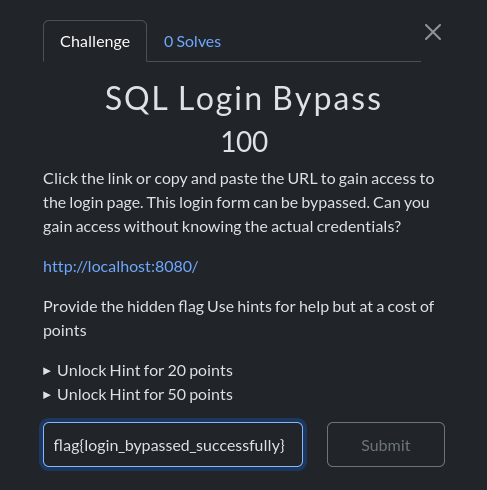 Challenge
0 Solves
SQL Login Bypass
100
Click the link or copy and paste the URL to gain access to
the login page. This login form can be bypassed. Can you
gain access without knowing the actual credentials?
http://localhost:8080/
Provide the hidden flag Use hints for help but at a cost of
points
Unlock Hint for 20 points
Unlock Hint for 50 points
flag{login_bypassed_successfully}
Submit